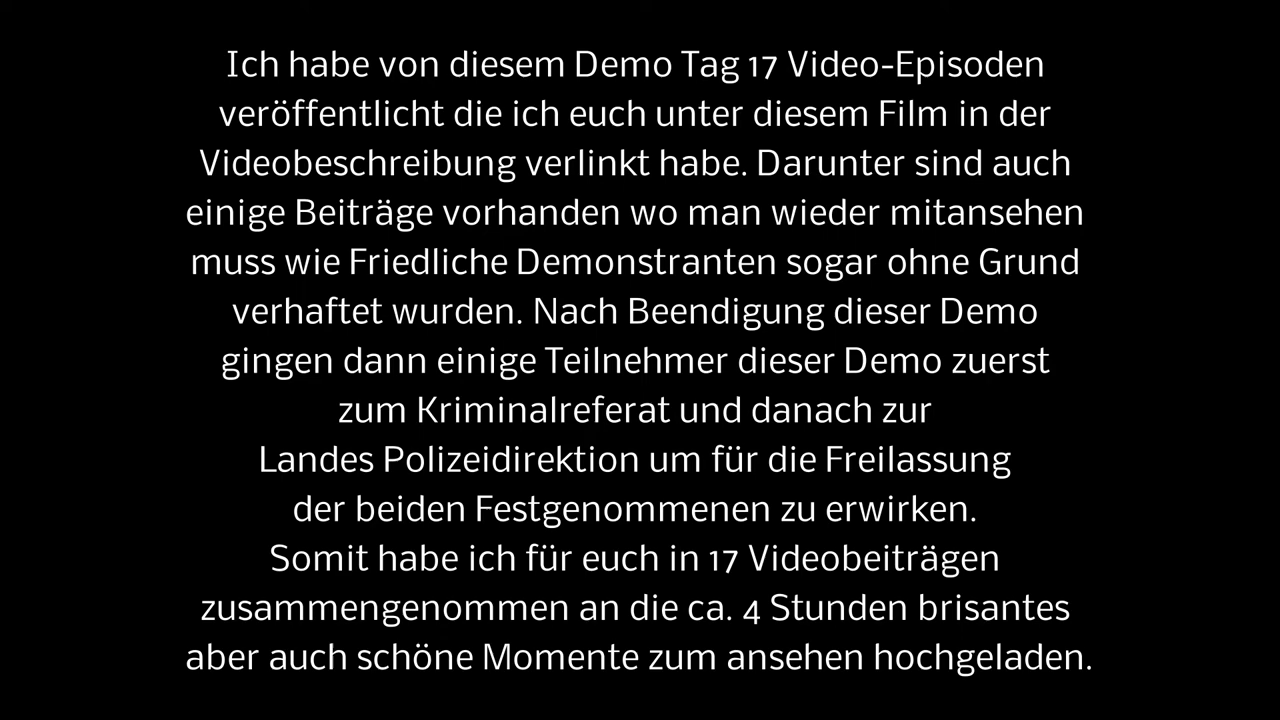 Ich habe von diesem Demo Tag 17 Video-Episoden
veröffentlicht die ich euch unter diesem Film in der
Videobeschreibung verlinkt habe. Darunter sind auch
einige Beiträge vorhanden wo man wieder mitansehen
muss wie Friedliche Demonstranten sogar ohne Grund
verhaftet wurden. Nach Beendigung dieser Demo
gingen dann einige Teilnehmer dieser Demo zuerst
zum Kriminalreferat und danach zur
Landes Polizeidirektion um für die Freilassung
der beiden Festgenommenen zu erwirken.
Somit habe ich für euch in 17 Videobeiträgen
zusammengenommen an die ca. 4 Stunden brisantes
aber auch schöne Momente zum ansehen hochgeladen.